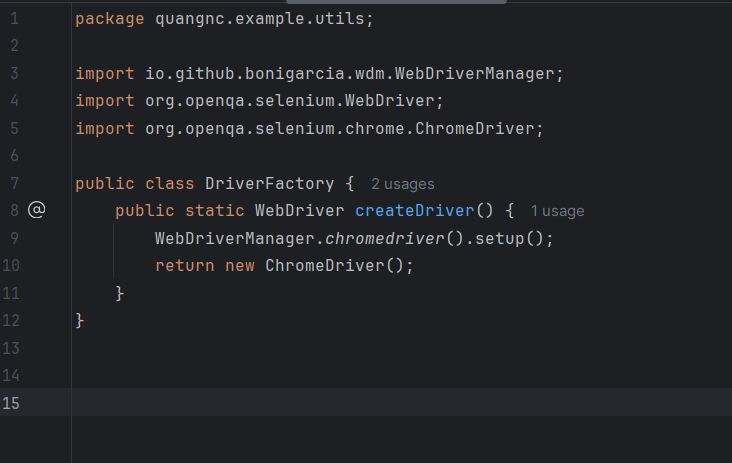 1 package quangnc.example.utils;
2
3 import io.github.bonigarcia.wdm.WebDriverManager;
4 import org.openqa.selenium.WebDriver;
5 import org.openqa.selenium.chrome.ChromeDriver;
6
7 public class DriverFactory { 2 usages
8 @ public static WebDriver createDriver() { 1 usage
9 WebDriverManager.chromedriver().setup();
10 return new ChromeDriver();
11 }
12 }
13
14
15